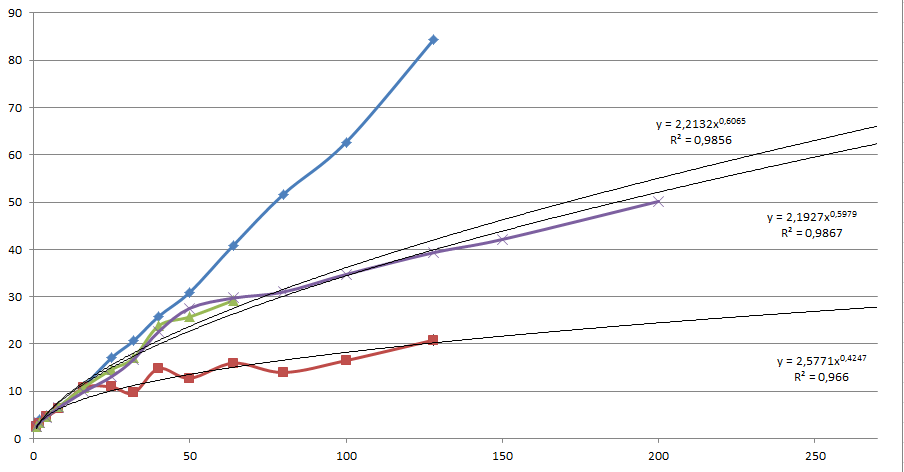 90
80
70
60
50
40
30
20
10
0
y = 2,2132x^0,6065
R² = 0,9856
y = 2,1927x^0,5979
R² = 0,9867
y = 2,5771x^0,4247
R² = 0,966
0 50 100 150 200 250